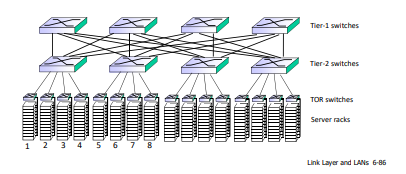 Tier-1 switches
Tier-2 switches
TOR switches
Server racks
1 2 3 4 5 6 7 8
Link Layer and LANs 6-86